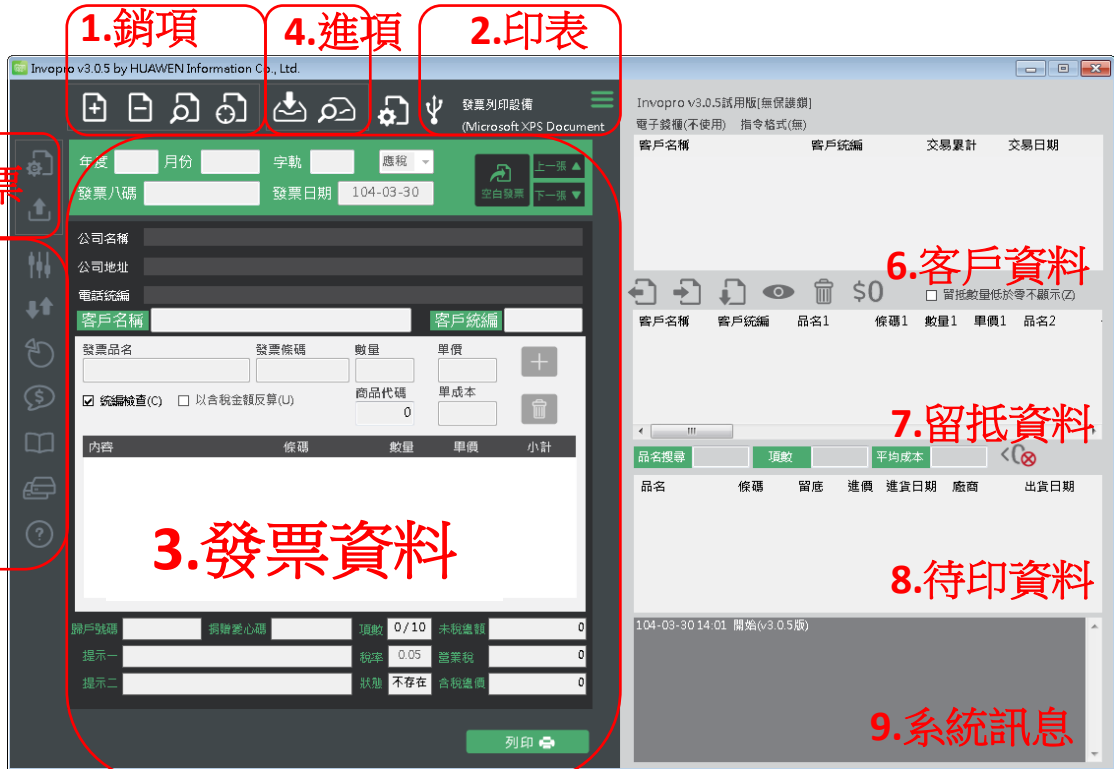 1.銷項
4.進項
2.印表
Invopro v3.0.5 by HUAWEN Information Co., Ltd.
發票列印設備
(Microsoft XPS Document
票
年度
月份
字軌
應稅
發票八碼
發票日期
104-03-30
空白發票
上一張▲
下一張▼
公司名稱
公司地址
電話統編
客戶名稱
客戶統編
發票品名
發票條碼
數量
單價
統編檢查(C)
以含稅金額反算(U)
商品代碼
單成本
0
內容
條碼
數量
單價
小計
3.發票資料
歸戶號碼
捐贈愛心碼
項數
0/10
未稅總額
0
提示一
稅率
0.05
營業稅
0
提示二
狀態
不存在
含稅總價
0
列印
Invopro v3.0.5試用版[無保護鎖]
電子錢櫃(不使用) 指令格式(無)
客戶名稱
客戶統編
交易累計
交易日期
6.客戶資料
$0
留抵數量低於零不顯示(Z)
客戶名稱
客戶統編
品名1
條碼1
數量1
單價1
品名2
7.留抵資料
品名搜尋
項數
平均成本
<0
品名
條碼
留底
進價
進貨日期
廠商
出貨日期
8.待印資料
104-03-30 14:01 開始(v3.0.5版)
9.系統訊息